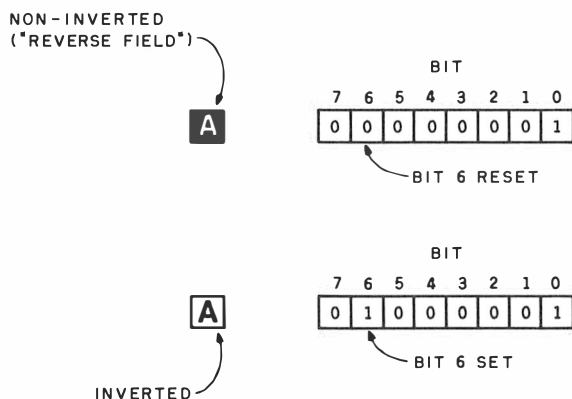 NON-INVERTED
("REVERSE FIELD")
BIT
7 6 5 4 3 2 1 0
A
0 0 0 0 0 0 0 1
BIT 6 RESET
BIT
7 6 5 4 3 2 1 0
A
0 1 0 0 0 0 0 1
BIT 6 SET
INVERTED